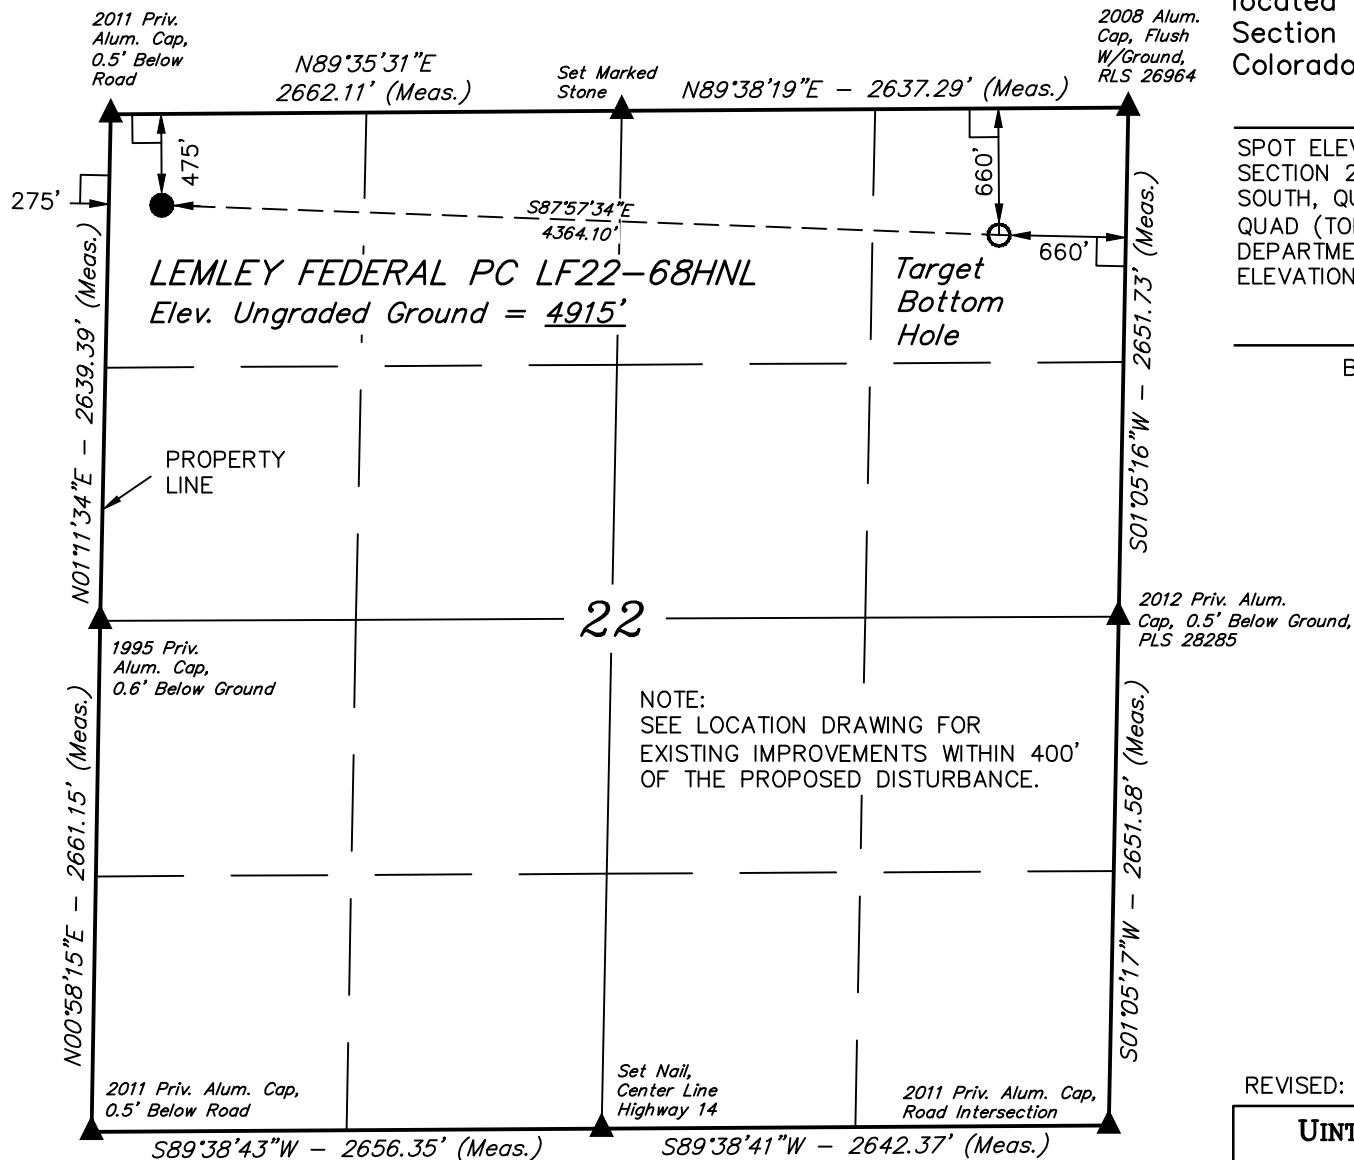 2011 Priv.
Alum. Cap,
0.5' Below
Road
N89°35'31"E
2662.11' (Meas.)
Set Marked
Stone
N89°38'19"E - 2637.29' (Meas.)
2008 Alum.
Cap, Flush
W/Ground,
RLS 26964
located
Section
Colorado
475'
275'
660'
660'
S87°57'34"E
4364.10'
LEMLEY FEDERAL PC LF22-68HNL
Elev. Ungraded Ground = 4915'
Target
Bottom
Hole
SECTION 2
SOUTH, QU
ELEVATION
N01°11'34"E - 2639.39' (Meas.)
S01°05'16"W - 2651.73' (Meas.)
PROPERTY
LINE
22
1995 Priv.
Alum. Cap,
0.6' Below Ground
2012 Priv. Alum.
Cap, 0.5' Below Ground,
PLS 28285
NOTE:
SEE LOCATION DRAWING FOR
EXISTING IMPROVEMENTS WITHIN 400'
OF THE PROPOSED DISTURBANCE.
N00°58'15"E - 2661.15' (Meas.)
S01°05'17"W - 2651.58' (Meas.)
2011 Priv. Alum. Cap,
0.5' Below Road
Set Nail,
Center Line
Highway 14
2011 Priv. Alum. Cap,
Road Intersection
S89°38'43"W - 2656.35' (Meas.)
S89°38'41"W - 2642.37' (Meas.)
REVISED:
UINT